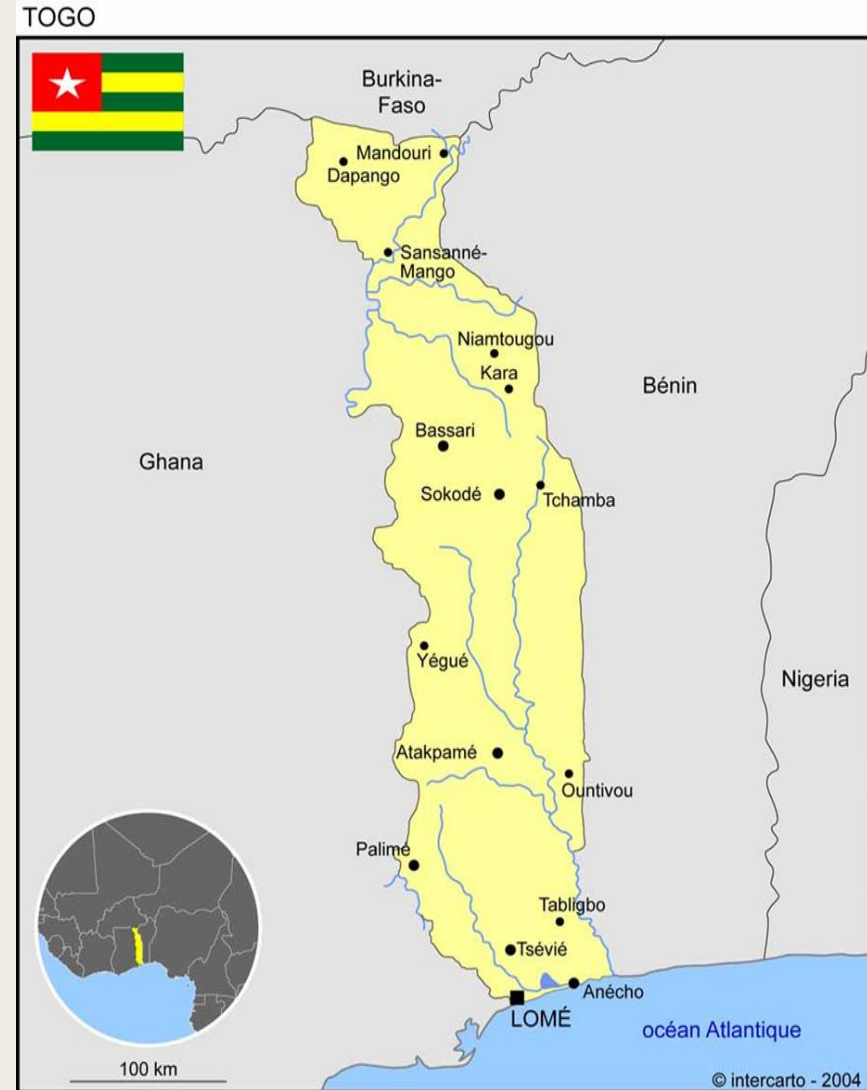 TOGO
Burkina-
Faso
Mandouri
Dapango
Sansanné-
Mango
Niamtougou
Kara
Bénin
Bassari
Ghana
Sokodé
Tchamba
Yégué
Nigeria
Atakpamé
Ountivou
Palimé
Tabligbo
Tsévié
Anécho
LOMÉ
océan Atlantique
100 km
© intercarto - 2004